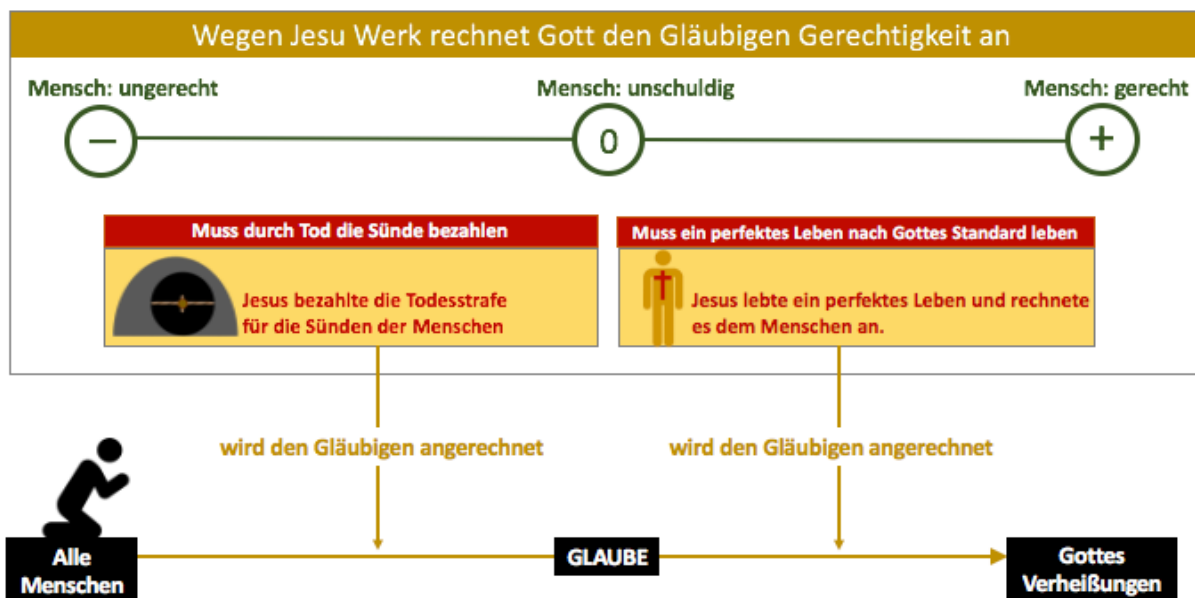 Wegen Jesu Werk rechnet Gott den Gläubigen Gerechtigkeit an
Mensch: ungerecht
Mensch: unschuldig
Mensch: gerecht
–
0
+
Muss durch Tod die Sünde bezahlen
Jesus bezahlte die Todesstrafe
für die Sünden der Menschen
Muss ein perfektes Leben nach Gottes Standard leben
Jesus lebte ein perfektes Leben und rechnete
es dem Menschen an.
wird den Gläubigen angerechnet
wird den Gläubigen angerechnet
Alle
Menschen
GLAUBE
Gottes
Verheißungen